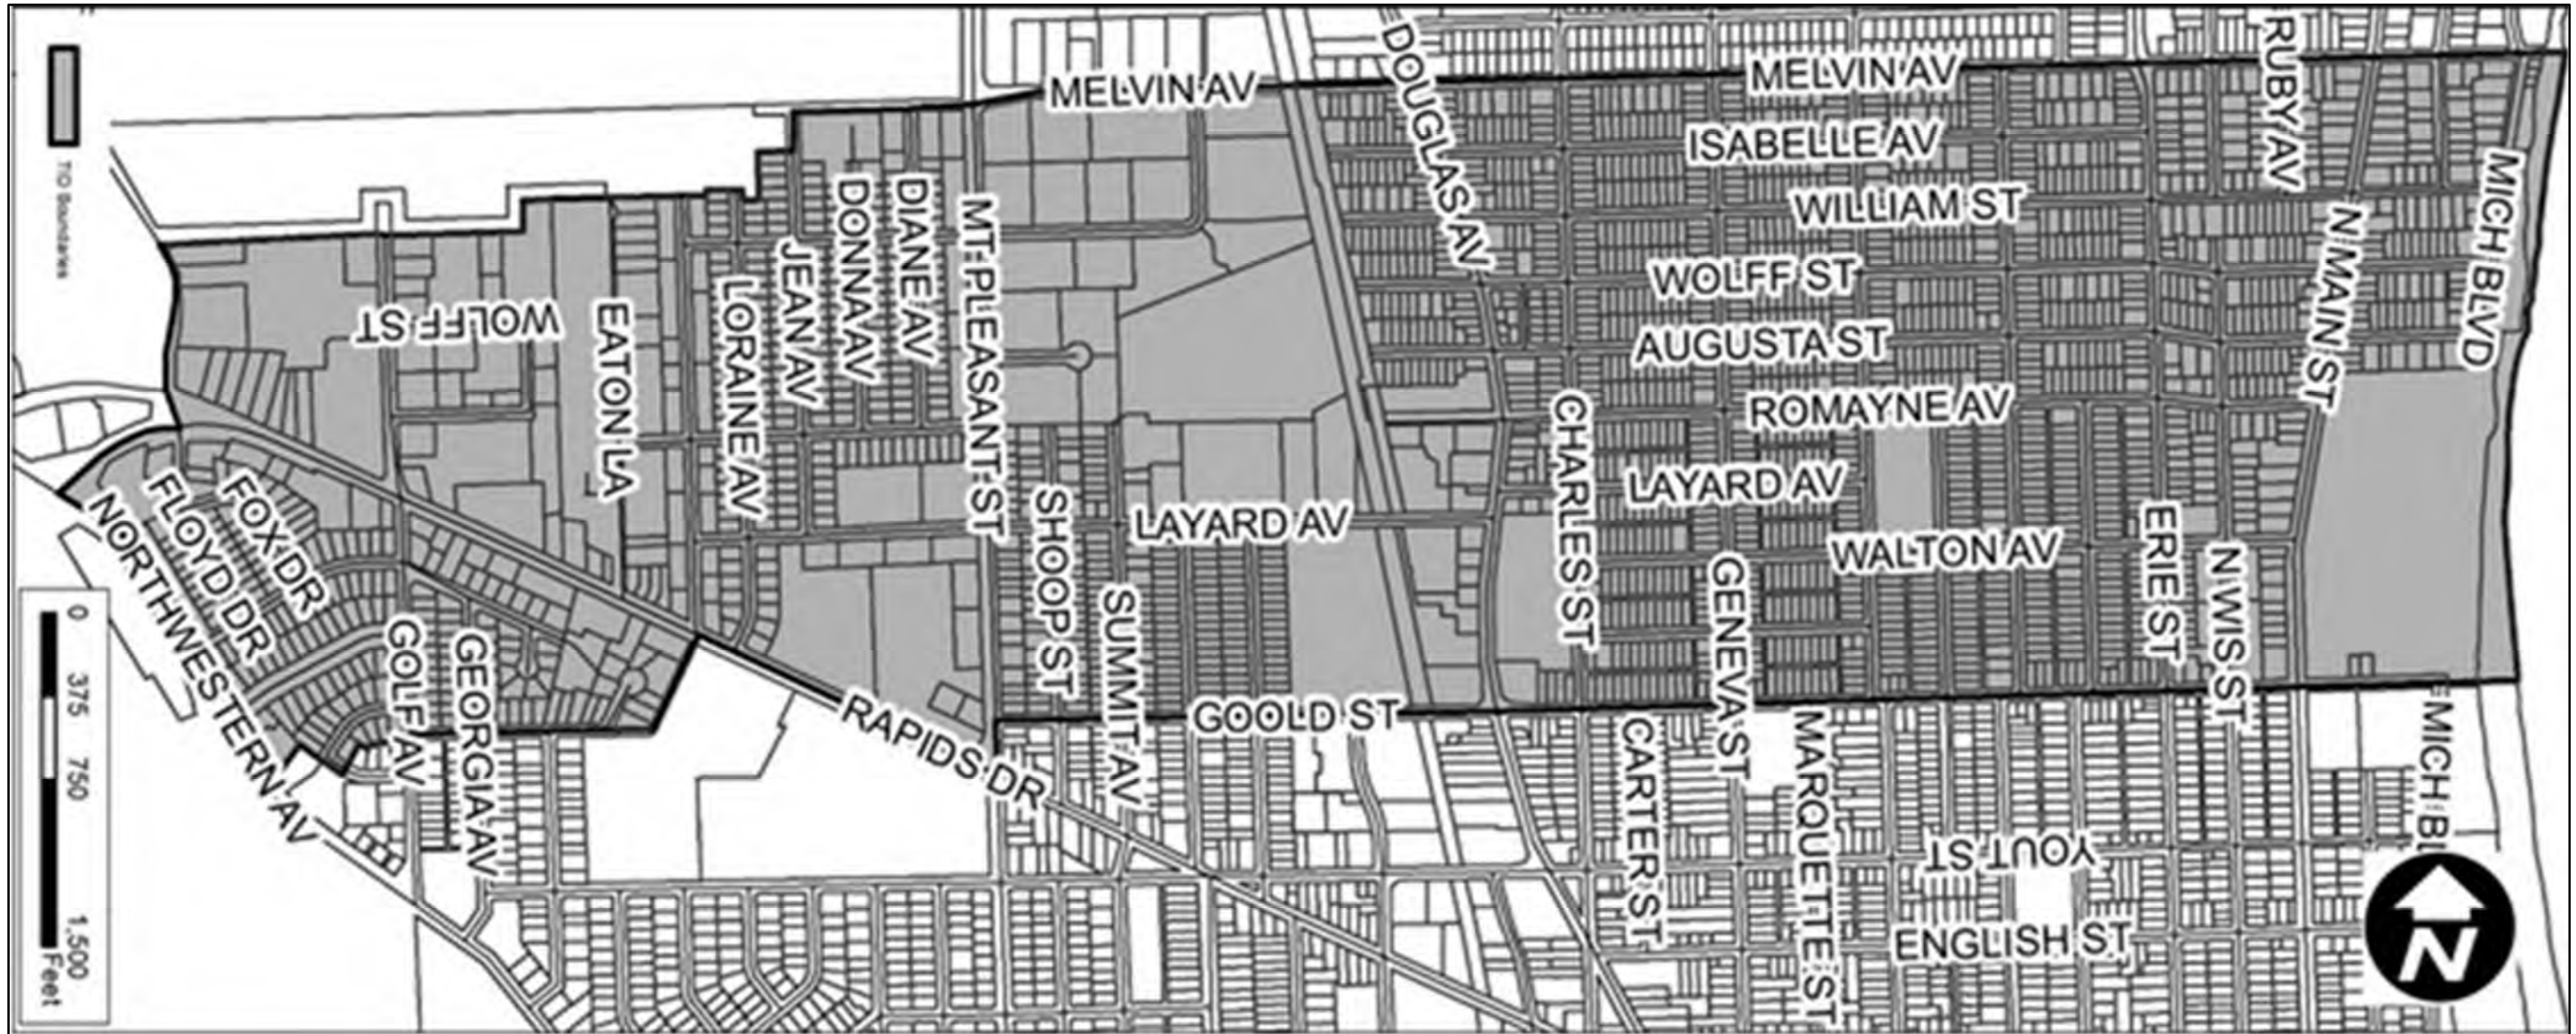 TID Boundaries
MELVIN AV
DOUGLAS AV
MELVIN AV
RUBY AV
ISABELLE AV
WILLIAM ST
MICH BLVD
N MAIN ST
WOLFF ST
AUGUSTA ST
ROMAYNE AV
WOLFF ST
EATON LA
LORAINE AV
JEAN AV
DONNA AV
DIANE AV
MT PLEASANT ST
CHARLES ST
LAYARD AV
LAYARD AV
WALTON AV
ERIE ST
N WIS ST
FOX DR
FLOYD DR
NORTHWESTERN AV
SHOOP ST
SUMMIT AV
GENEVA ST
GOLF AV
GEORGIA AV
GOOLD ST
RAPIDS DR
CARTER ST
MARQUETTE ST
MICH BL
YOUT ST
ENGLISH ST
0 375 750 1,500
Feet
N